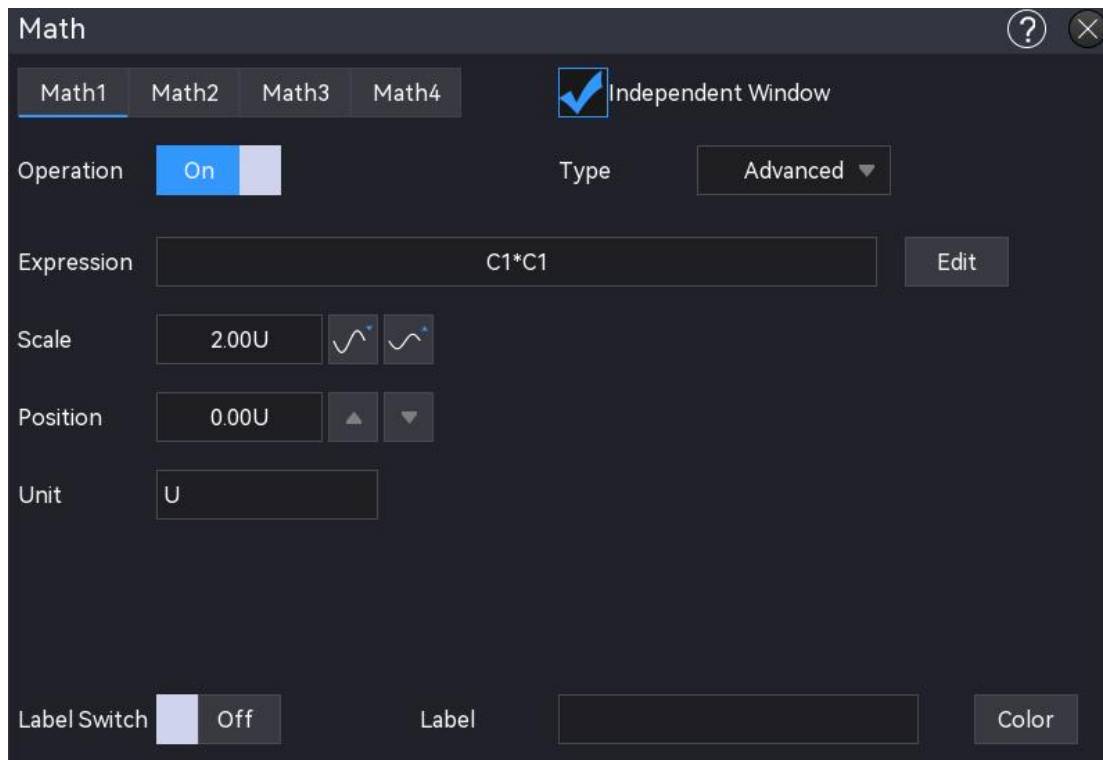 Math
?
Math1 Math2 Math3 Math4 Independent Window
Operation On Type Advanced
Expression C1*C1 Edit
Scale 2.00U
Position 0.00U
Unit U
Label Switch Off Label Color